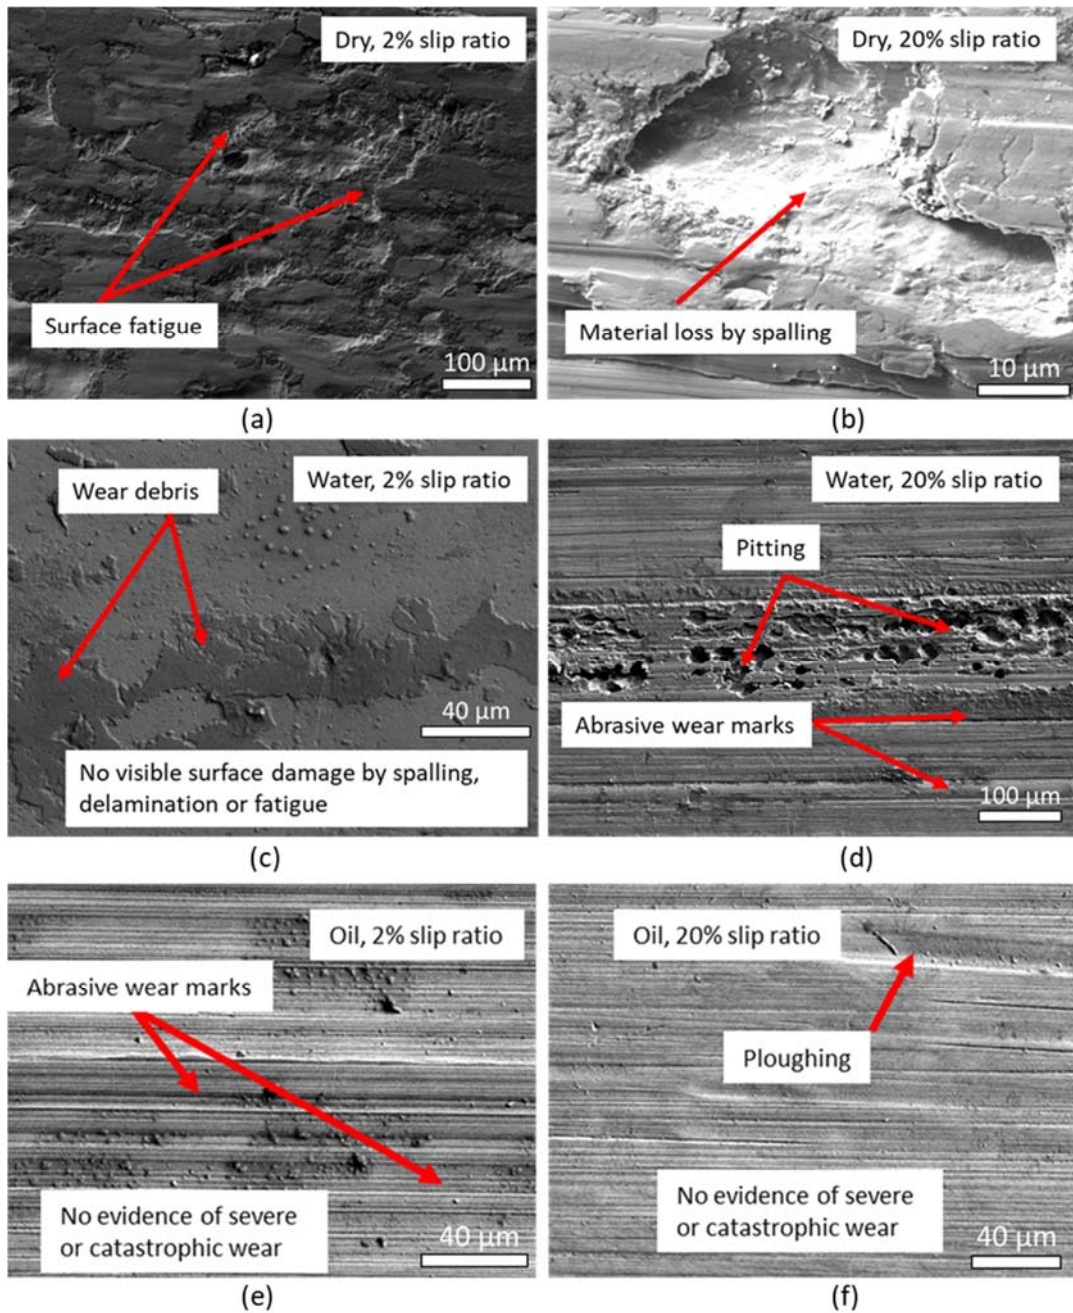 Dry, 2% slip ratio
Surface fatigue
100 µm
(a)
Dry, 20% slip ratio
Material loss by spalling
10 µm
(b)
Wear debris
Water, 2% slip ratio
40 µm
No visible surface damage by spalling,
delamination or fatigue
(c)
Water, 20% slip ratio
Pitting
Abrasive wear marks
100 µm
(d)
Oil, 2% slip ratio
Abrasive wear marks
No evidence of severe
or catastrophic wear
40 µm
(e)
Oil, 20% slip ratio
Ploughing
No evidence of severe
or catastrophic wear
40 µm
(f)